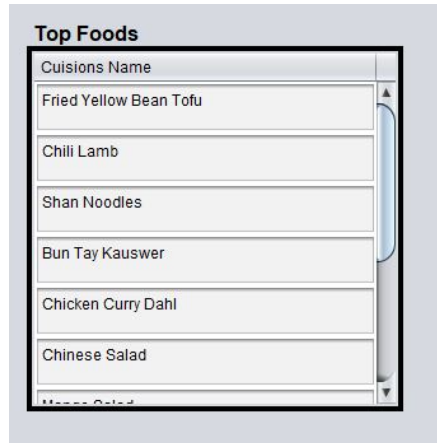 Top Foods
Cuisions Name
Fried Yellow Bean Tofu
Chili Lamb
Shan Noodles
Bun Tay Kauswer
Chicken Curry Dahl
Chinese Salad